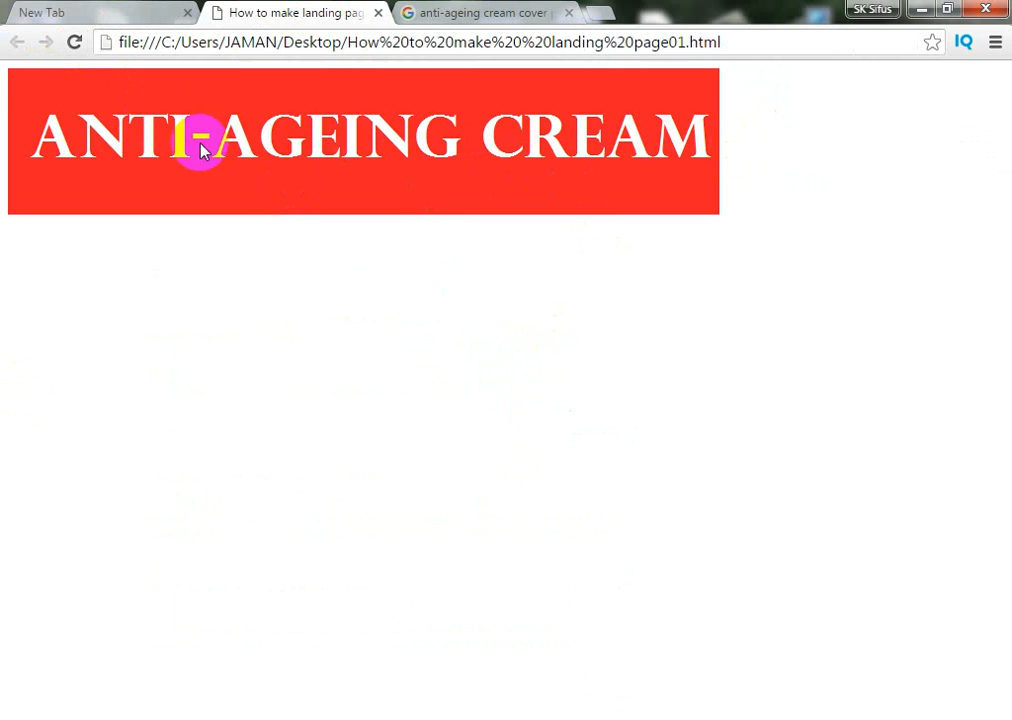 New Tab
How to make landing pag
anti-ageing cream cover
SK Sifus
file:///C:/Users/JAMAN/Desktop/How%20to%20make%20%20landing%20page01.html
IQ
ANTI-AGEING CREAM